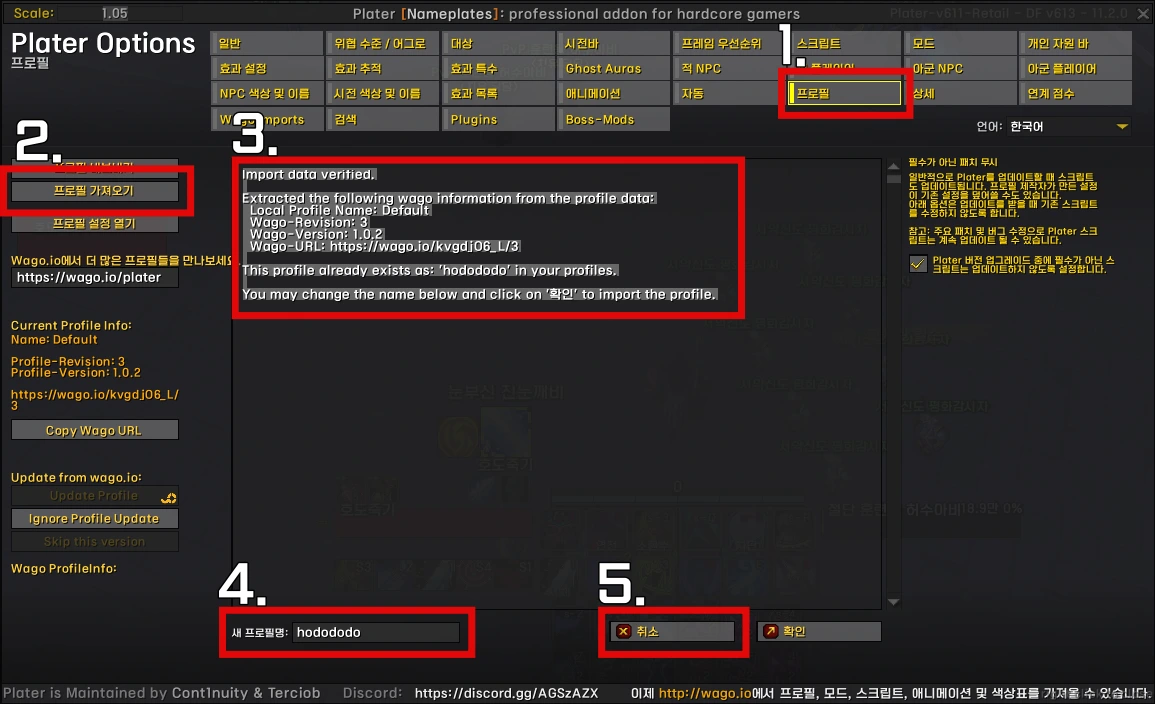 Scale: 1.05
Plater [Nameplates]: professional addon for hardcore gamers
Plater-v611-Retail - DF v613 - 11.2.0
Plater Options
프로필
일반 위협 수준 / 어그로 대상 시전바 프레임 우선순위 스크립트 모드 개인 자원 바
효과 설정 효과 추적 효과 특수 Ghost Auras 적 NPC 플레이어 아군 NPC 아군 플레이어
NPC 색상 및 이름 시전 색상 및 이름 효과 목록 애니메이션 자동 프로필 상세 연계 점수
Wago Imports 검색 Plugins Boss-Mods
1.
언어: 한국어
2.
프로필 내보내기
프로필 가져오기
프로필 설정 열기
Wago.io에서 더 많은 프로필들을 만나보세요
https://wago.io/plater
Current Profile Info:
Name: Default
Profile-Revision: 3
Profile-Version: 1.0.2
https://wago.io/kvgdjO6_L/
3
Copy Wago URL
Update from wago.io:
Update Profile
Ignore Profile Update
Skip this version
Wago ProfileInfo:
3.
Import data verified.
Extracted the following wago information from the profile data:
Local Profile Name: Default
Wago-Revision: 3
Wago-Version: 1.0.2
Wago-URL: https://wago.io/kvgdjO6_L/3
This profile already exists as: 'hodododo' in your profiles.
You may change the name below and click on '확인' to import the profile.
필수가 아닌 패치 무시
일반적으로 Plater를 업데이트할 때 스크립트
도 업데이트됩니다. 프로필 제작자가 만든 설정
이 기존 설정을 덮어쓸 수도 있습니다.
아래 옵션은 업데이트를 받을 때 기존 스크립트
를 수정하지 않도록 합니다.
참고: 주요 패치 및 버그 수정으로 Plater 스크
립트는 계속 업데이트 될 수 있습니다.
Plater 버전 업그레이드 중에 필수가 아닌 스
크립트는 업데이트하지 않도록 설정합니다.
4.
새 프로필명: hodododo
5.
취소
확인
Plater is Maintained by Cont1nuity & Terciob
Discord: https://discord.gg/AGSzAZX
이제 http://wago.io에서 프로필, 모드, 스크립트, 애니메이션 및 색상표를 가져올 수 있습니다.